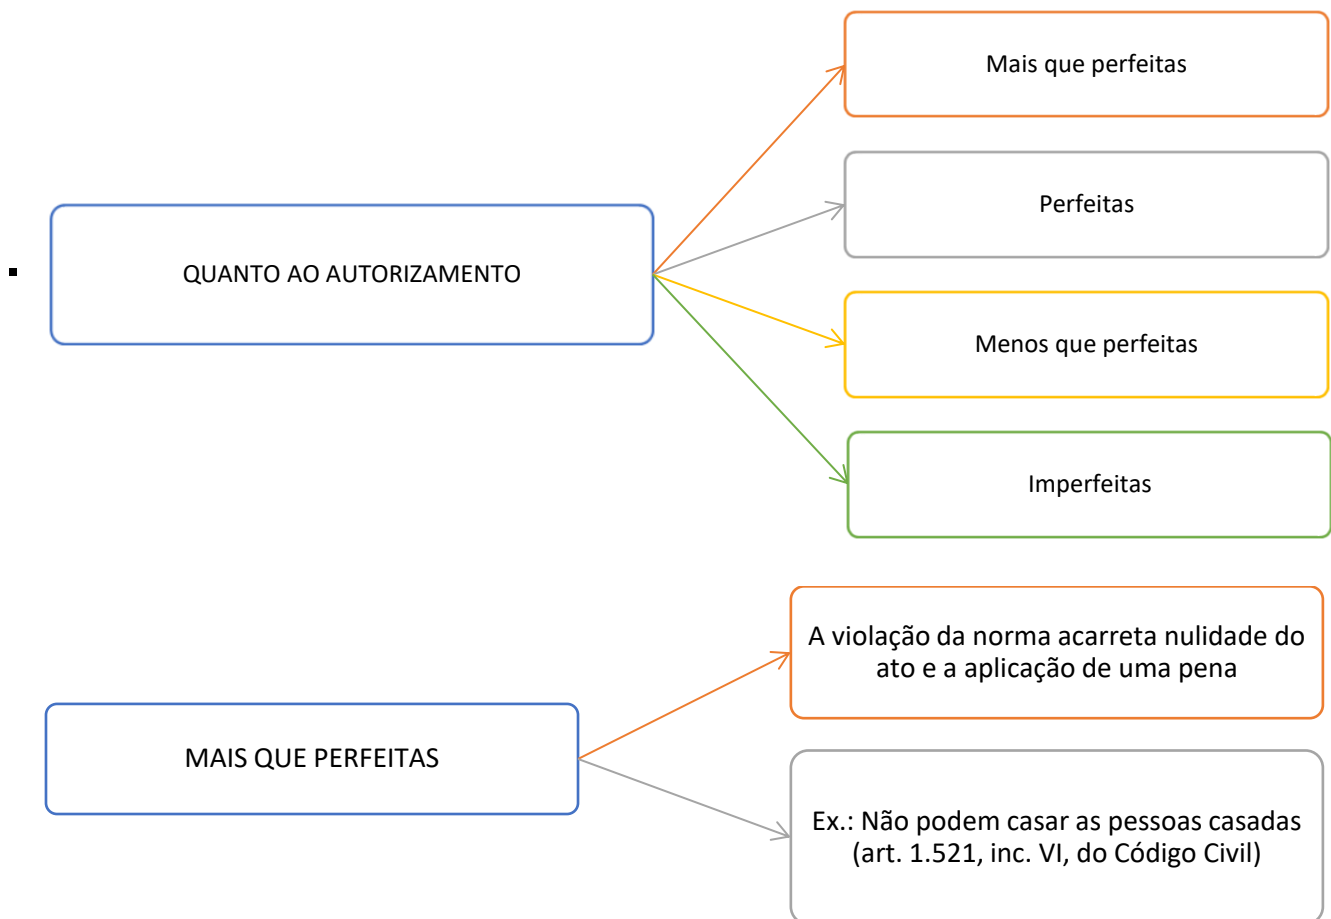 Mais que perfeitas
Perfeitas
QUANTO AO AUTORIZAMENTO
Menos que perfeitas
Imperfeitas
A violação da norma acarreta nulidade do
ato e a aplicação de uma pena
MAIS QUE PERFEITAS
Ex.: Não podem casar as pessoas casadas
(art. 1.521, inc. VI, do Código Civil)